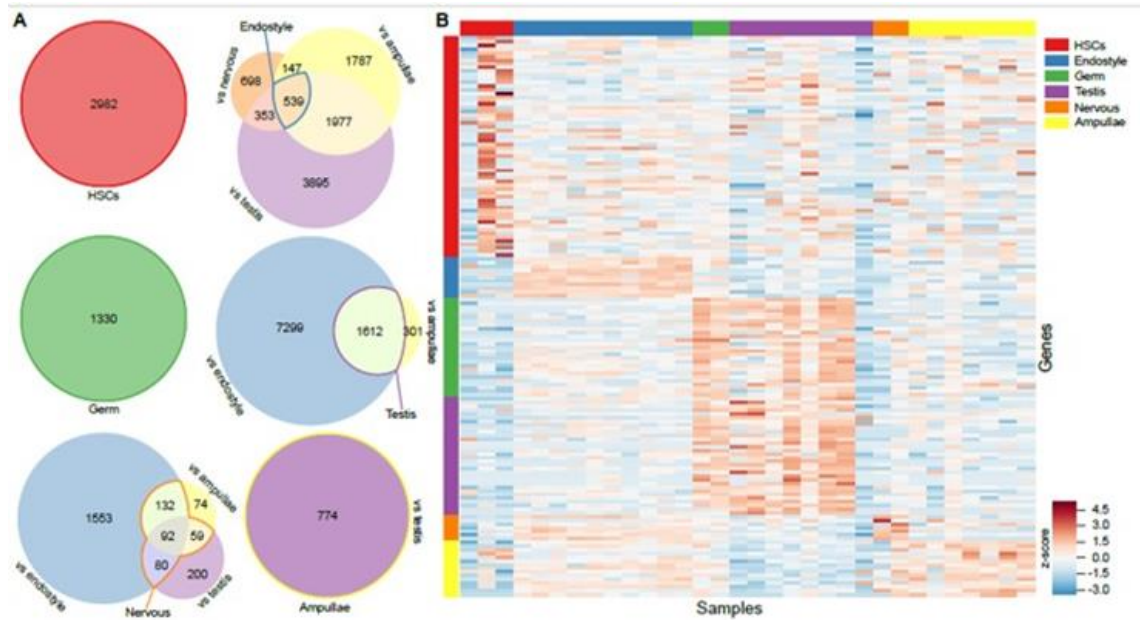 A
2982
HSCs
Endostyle
vs nervous
vs ampullae
698
147
1787
539
353
1977
3895
vs testis
1330
Germ
7299
1612
301
vs ampullae
vs endostyle
Testis
1553
132
74
vs ampullae
92
59
80
200
vs endostyle
vs testis
Nervous
774
vs testis
Ampullae
B
HSCs
Endostyle
Germ
Testis
Nervous
Ampullae
Genes
z-score
4.5
3.0
1.5
0.0
-1.5
-3.0
Samples